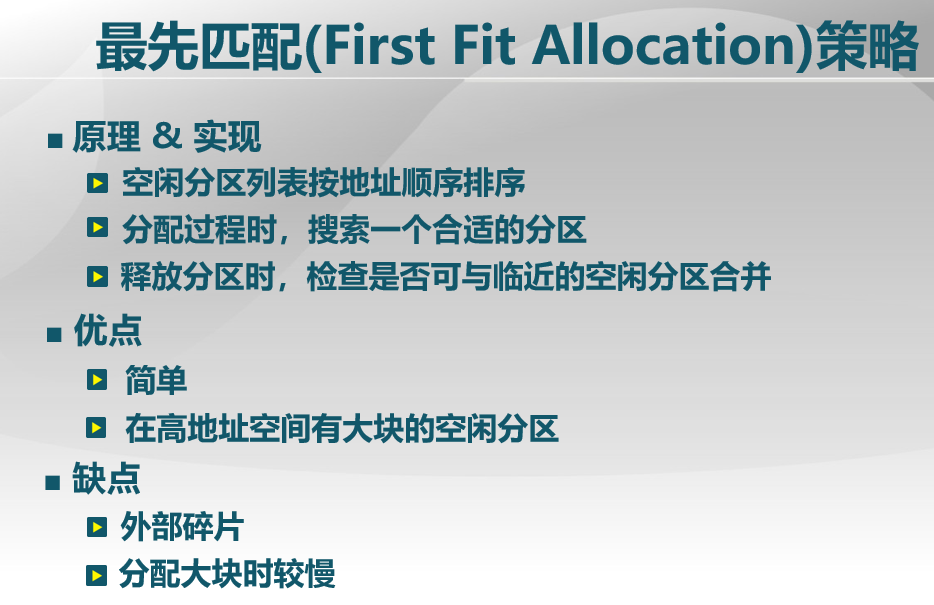 最先匹配(First Fit Allocation)策略
原理 & 实现
空闲分区列表按地址顺序排序
分配过程时，搜索一个合适的分区
释放分区时，检查是否可与临近的空闲分区合并
优点
简单
在高地址空间有大块的空闲分区
缺点
外部碎片
分配大块时较慢